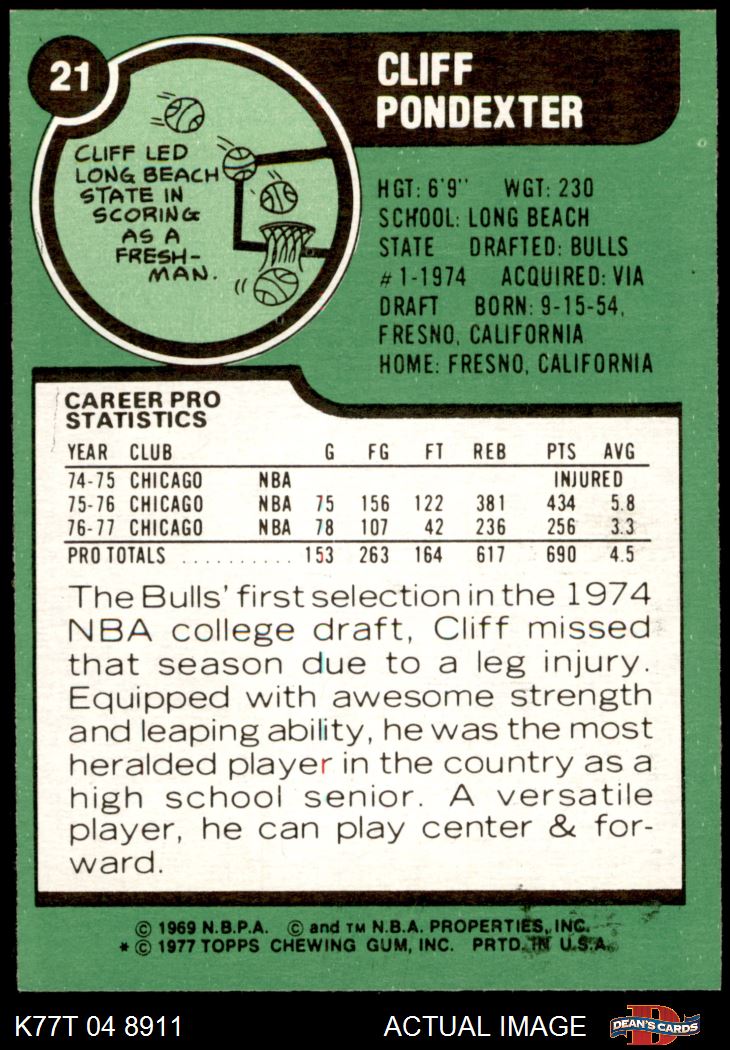 21
CLIFF
PONDEXTER
CLIFF LED
LONG BEACH
STATE IN
SCORING
AS A
FRESH-
MAN.
HGT: 6'9" WGT: 230
SCHOOL: LONG BEACH
STATE DRAFTED: BULLS
#1-1974 ACQUIRED: VIA
DRAFT BORN: 9-15-54,
FRESNO, CALIFORNIA
HOME: FRESNO, CALIFORNIA
CAREER PRO
STATISTICS
YEAR CLUB G FG FT REB PTS AVG
74-75 CHICAGO NBA INJURED
75-76 CHICAGO NBA 75 156 122 381 434 5.8
76-77 CHICAGO NBA 78 107 42 236 256 3.3
PRO TOTALS .......... 153 263 164 617 690 4.5
The Bulls' first selection in the 1974
NBA college draft, Cliff missed
that season due to a leg injury.
Equipped with awesome strength
and leaping ability, he was the most
heralded player in the country as a
high school senior. A versatile
player, he can play center & for-
ward.
© 1969 N.B.P.A. © and TM N.B.A. PROPERTIES, INC.
* © 1977 TOPPS CHEWING GUM, INC. PRTD. IN U.S.A.
K77T 04 8911 ACTUAL IMAGE D DEAN'S CARDS